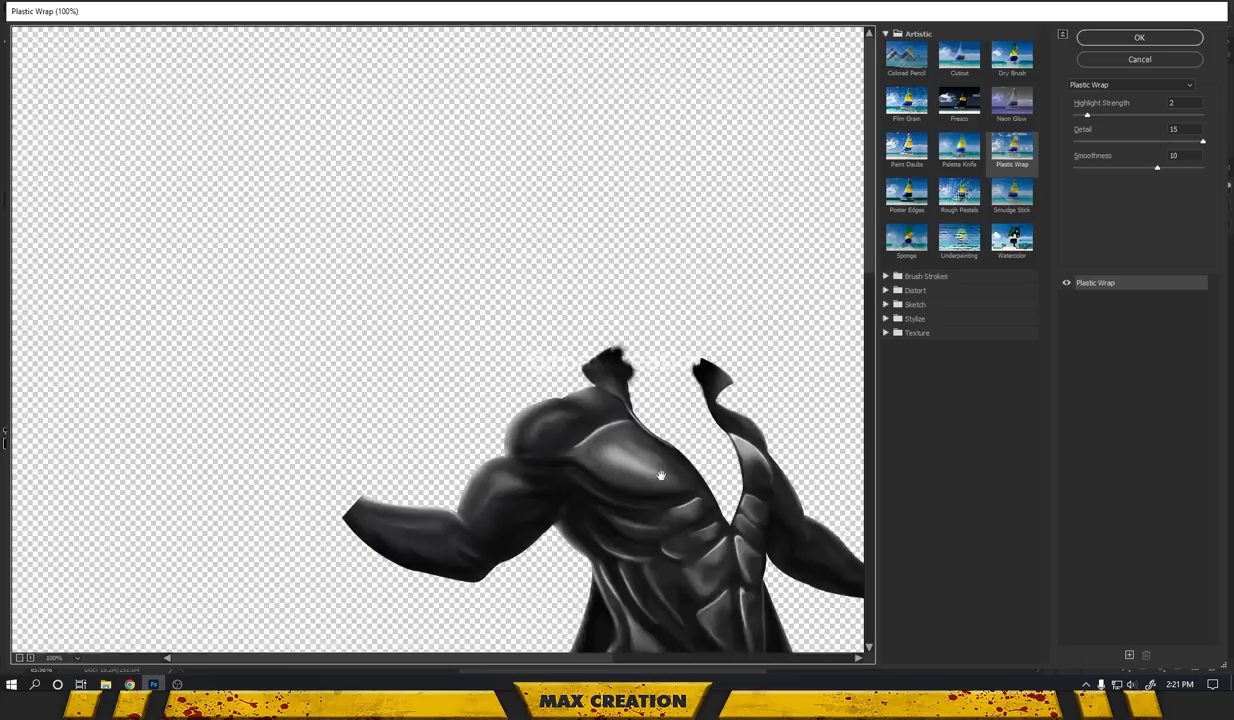 Plastic Wrap (100%)
Artistic
Colored Pencil
Cutout
Dry Brush
Film Grain
Fresco
Neon Glow
Paint Daubs
Palette Knife
Plastic Wrap
Poster Edges
Rough Pastels
Smudge Stick
Sponge
Underpainting
Watercolor
Brush Strokes
Distort
Sketch
Stylize
Texture
OK
Cancel
Plastic Wrap
Highlight Strength 2
Detail 15
Smoothness 10
Plastic Wrap
100%
2:21 PM
MAX CREATION